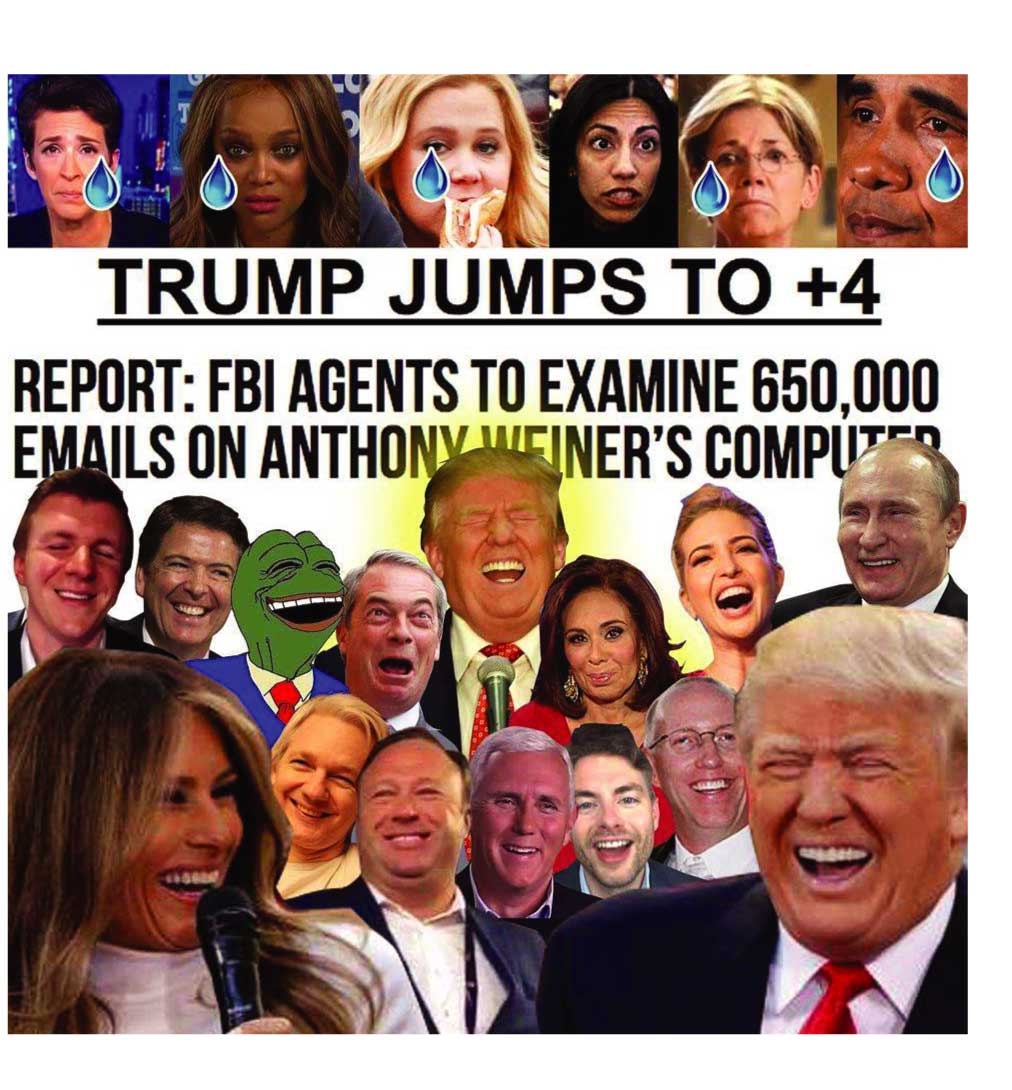 TRUMP JUMPS TO +4
REPORT: FBI AGENTS TO EXAMINE 650,000
EMAILS ON ANTHONY WEINER'S COMPUTER